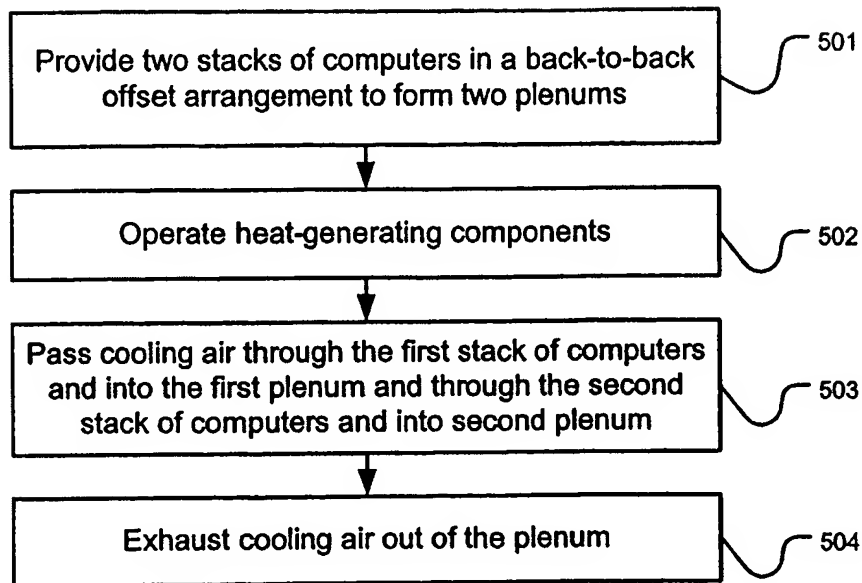 Provide two stacks of computers in a back-to-back
offset arrangement to form two plenums
501
Operate heat-generating components
502
Pass cooling air through the first stack of computers
and into the first plenum and through the second
stack of computers and into second plenum
503
Exhaust cooling air out of the plenum
504